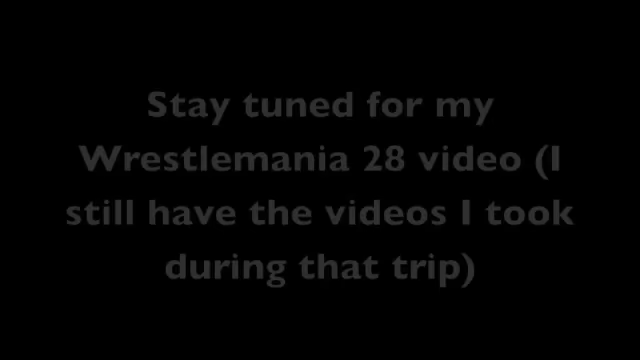 Stay tuned for my
Wrestlemania 28 video (I
still have the videos I took
during that trip)